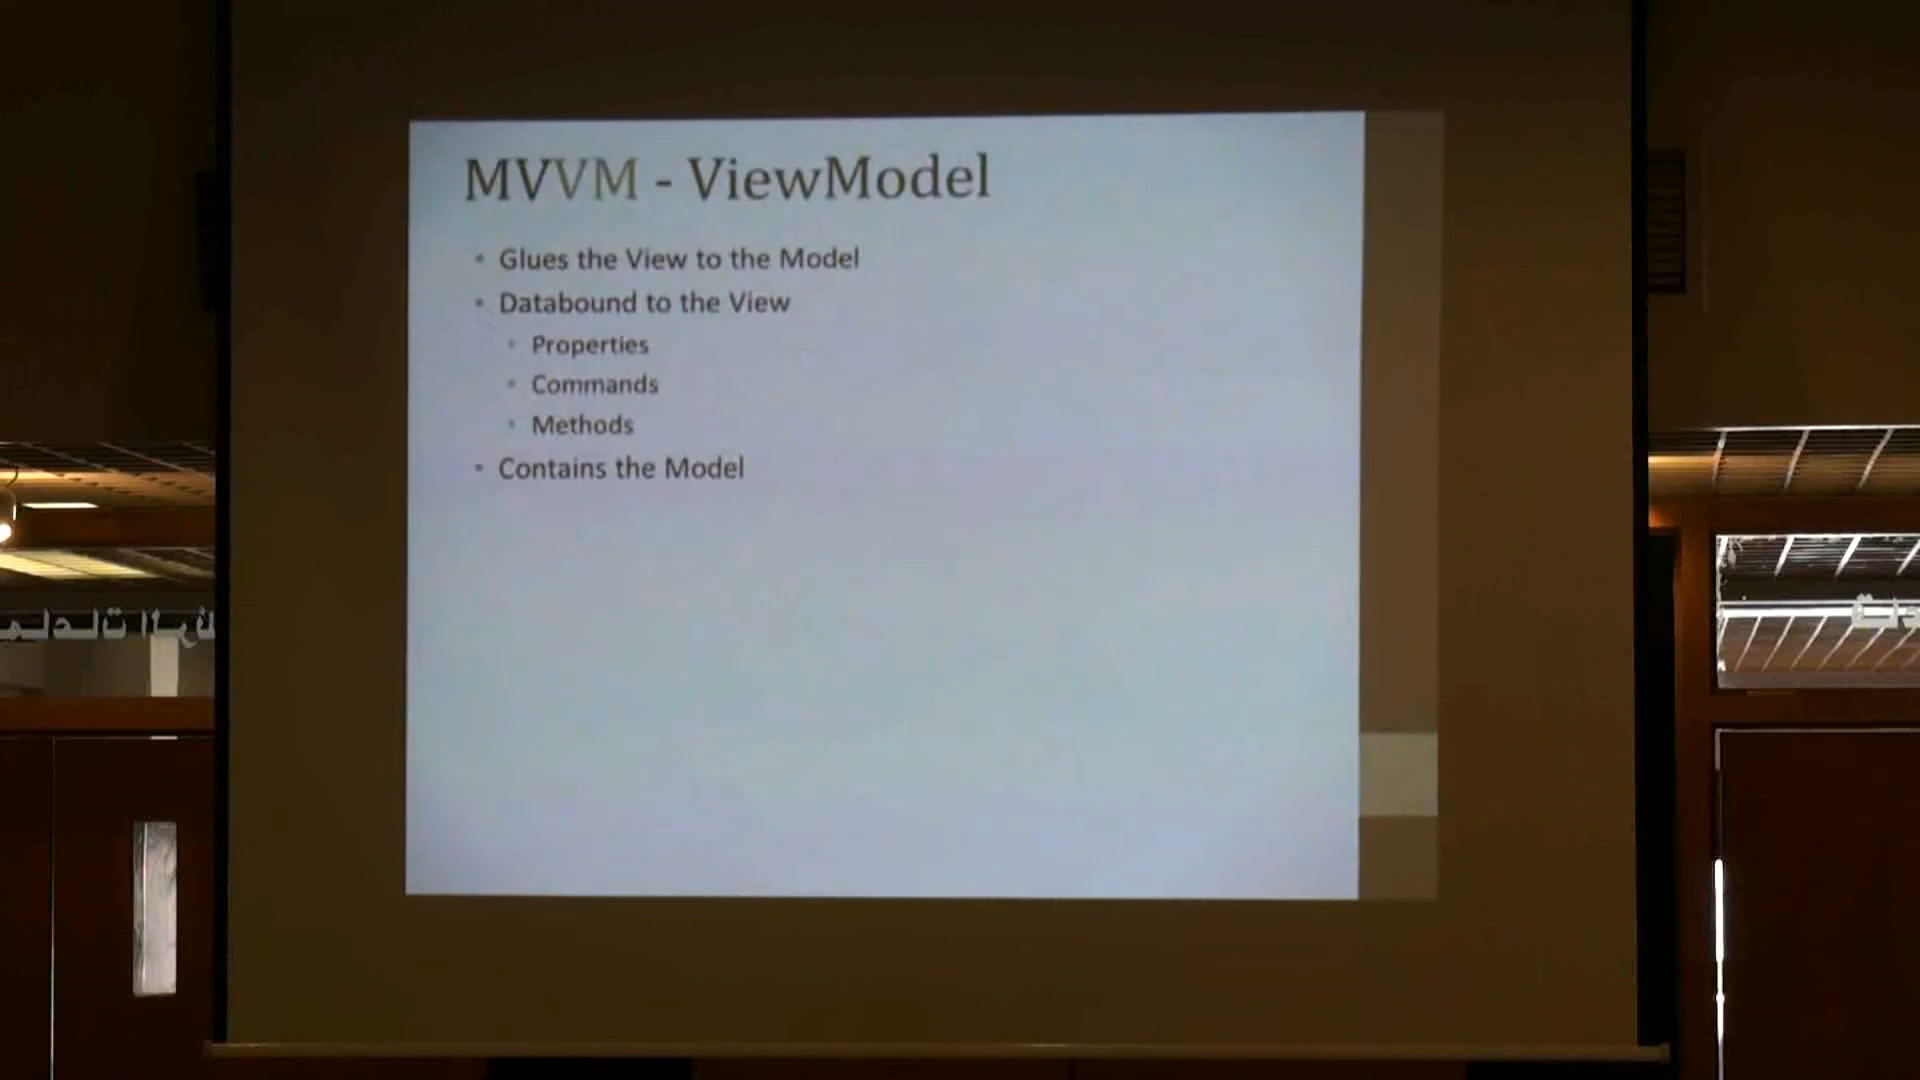 MVVM - ViewModel
• Glues the View to the Model
• Databound to the View
• Properties
• Commands
• Methods
• Contains the Model